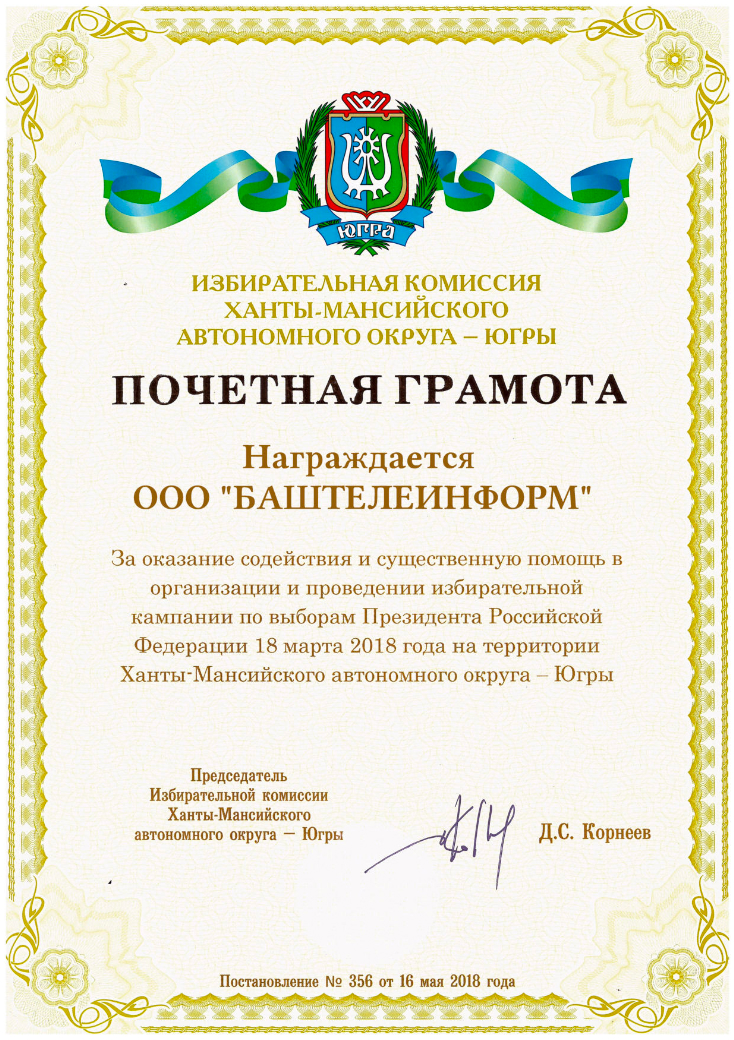 ЮГРА
ИЗБИРАТЕЛЬНАЯ КОМИССИЯ
ХАНТЫ-МАНСИЙСКОГО
АВТОНОМНОГО ОКРУГА – ЮГРЫ
ПОЧЕТНАЯ ГРАМОТА
Награждается
ООО "БАШТЕЛЕИНФОРМ"
За оказание содействия и существенную помощь в
организации и проведении избирательной
кампании по выборам Президента Российской
Федерации 18 марта 2018 года на территории
Ханты-Мансийского автономного округа – Югры
Председатель
Избирательной комиссии
Ханты-Мансийского
автономного округа – Югры
Д.С. Корнеев
Постановление № 356 от 16 мая 2018 года